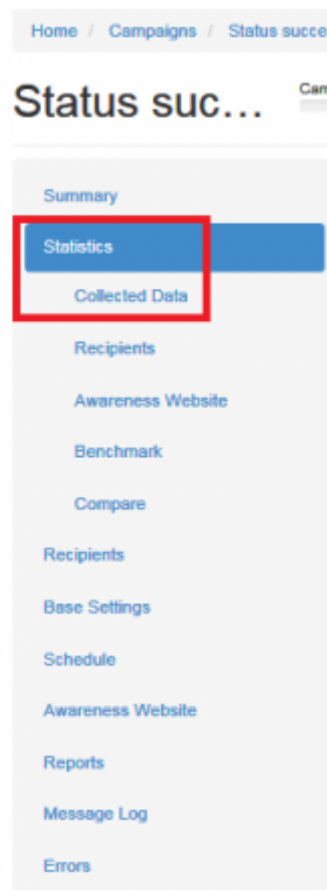 Home / Campaigns / Status succe
Status suc... Cam
Summary
Statistics
Collected Data
Recipients
Awareness Website
Benchmark
Compare
Recipients
Base Settings
Schedule
Awareness Website
Reports
Message Log
Errors